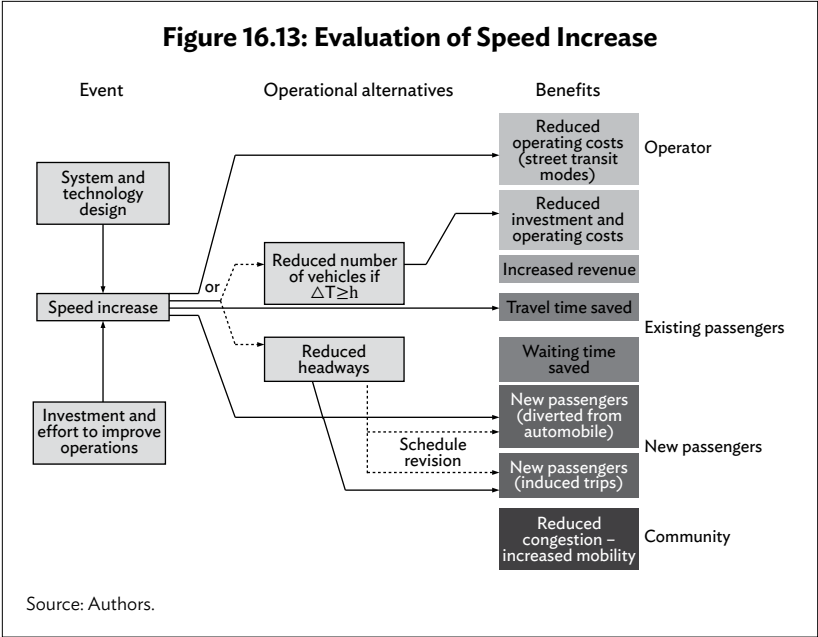 Figure 16.13: Evaluation of Speed Increase
Event
Operational alternatives
Benefits
System and
technology
design
Speed increase
Investment and
effort to improve
operations
or
Reduced number
of vehicles if
△T≥h
Reduced
headways
Schedule
revision
Reduced
operating costs
(street transit
modes)
Operator
Reduced
investment and
operating costs
Increased revenue
Travel time saved
Existing passengers
Waiting time
saved
New passengers
(diverted from
automobile)
New passengers
New passengers
(induced trips)
Reduced
congestion –
increased mobility
Community
Source: Authors.